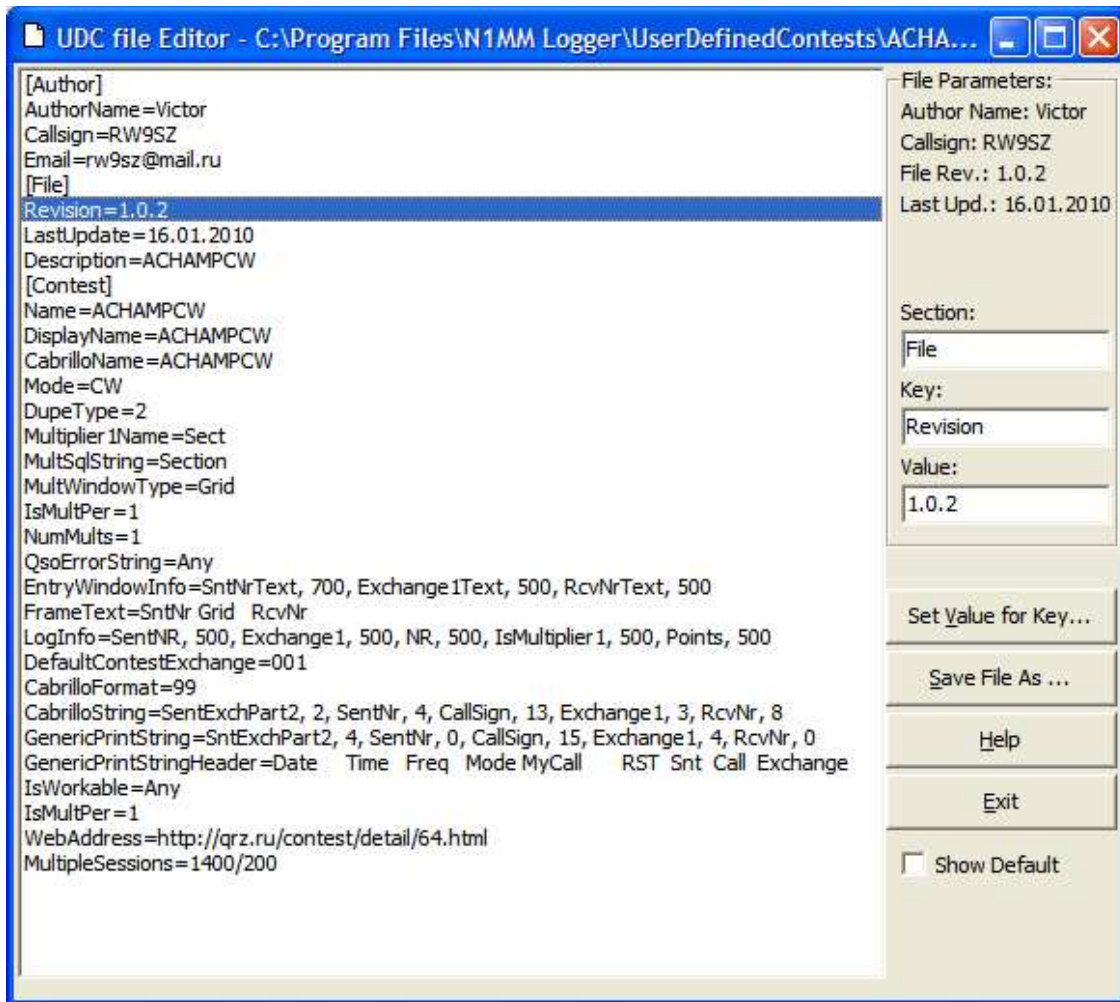 UDC file Editor - C:\Program Files\N1MM Logger\UserDefinedContests\ACHA...
[Author]
AuthorName=Victor
Callsign=RW9SZ
Email=rw9sz@mail.ru
[File]
Revision=1.0.2
LastUpdate=16.01.2010
Description=ACHAMPCW
[Contest]
Name=ACHAMPCW
DisplayName=ACHAMPCW
CabrilloName=ACHAMPCW
Mode=CW
DupeType=2
Multiplier1Name=Sect
MultSqlString=Section
MultWindowType=Grid
IsMultPer=1
NumMults=1
QsoErrorString=Any
EntryWindowInfo=SntNrText, 700, Exchange1Text, 500, RcvNrText, 500
FrameText=SntNr Grid   RcvNr
LogInfo=SentNR, 500, Exchange1, 500, NR, 500, IsMultiplier1, 500, Points, 500
DefaultContestExchange=001
CabrilloFormat=99
CabrilloString=SentExchPart2, 2, SentNr, 4, CallSign, 13, Exchange1, 3, RcvNr, 8
GenericPrintString=SntExchPart2, 4, SentNr, 0, CallSign, 15, Exchange1, 4, RcvNr, 0
GenericPrintStringHeader=Date    Time  Freq  Mode MyCall      RST  Snt  Call  Exchange
IsWorkable=Any
IsMultPer=1
WebAddress=http://qrz.ru/contest/detail/64.html
MultipleSessions=1400/200
File Parameters:
Author Name: Victor
Callsign: RW9SZ
File Rev.: 1.0.2
Last Upd.: 16.01.2010
Section:
File
Key:
Revision
Value:
1.0.2
Set Value for Key...
Save File As ...
Help
Exit
Show Default